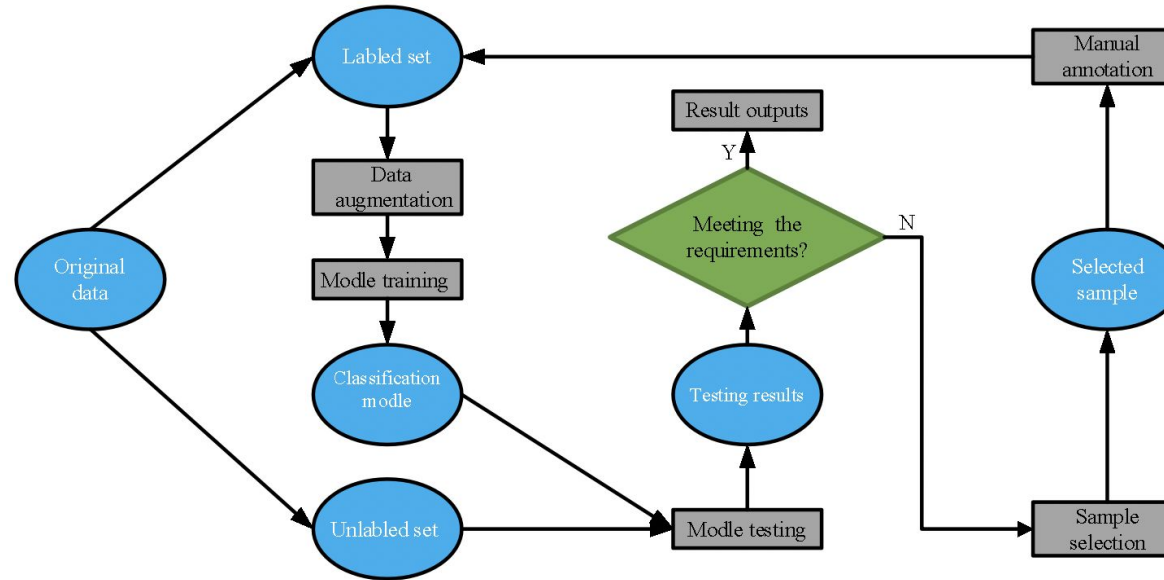 Labled set
Manual
annotation
Result outputs
Y
Data
augmentation
Meeting the
requirements?
N
Original
data
Modle training
Selected
sample
Classification
modle
Testing results
Unlabled set
Modle testing
Sample
selection